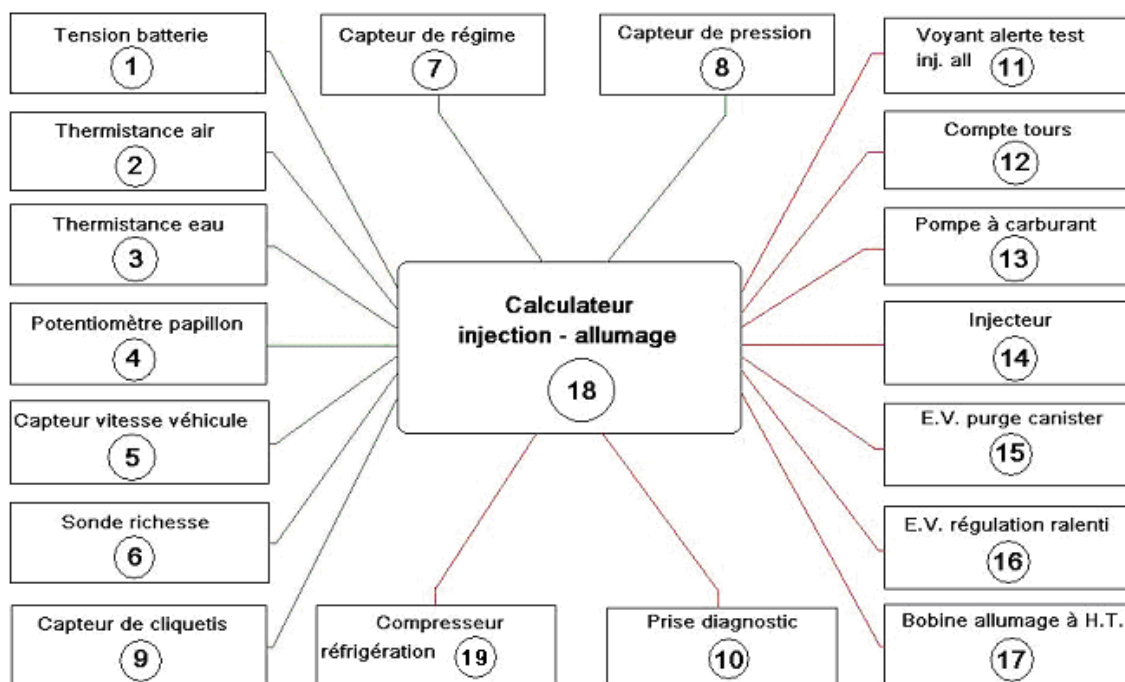 Tension batterie
1
Capteur de régime
7
Capteur de pression
8
Voyant alerte test
inj. all 11
Thermistance air
2
Compte tours
12
Thermistance eau
3
Pompe à carburant
13
Calculateur
injection - allumage
18
Potentiomètre papillon
4
Injecteur
14
Capteur vitesse véhicule
5
E.V. purge canister
15
Sonde richesse
6
E.V. régulation ralenti
16
Capteur de cliquetis
9
Compresseur
réfrigération 19
Prise diagnostic
10
Bobine allumage à H.T.
17